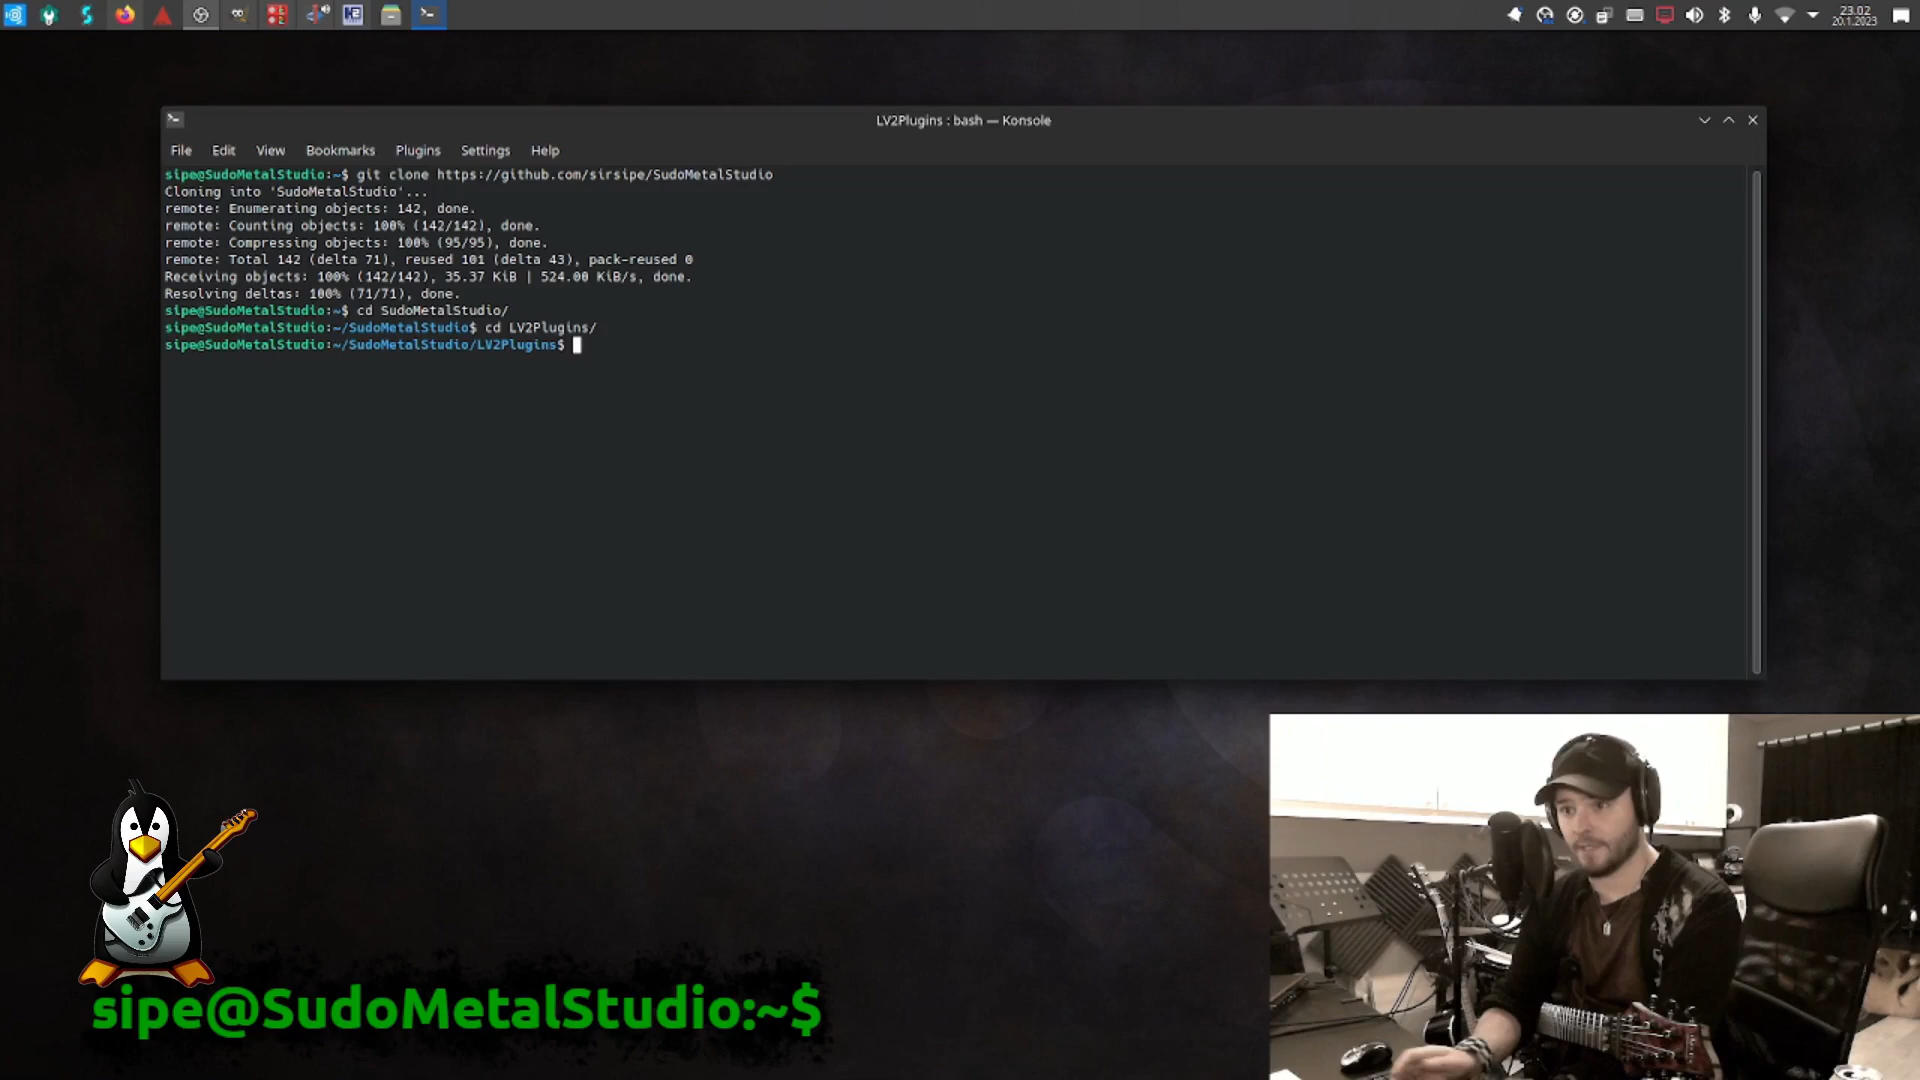 23.02
20.1.2023
LV2Plugins : bash — Konsole
File Edit View Bookmarks Plugins Settings Help
sipe@SudoMetalStudio:~$ git clone https://github.com/sirsipe/SudoMetalStudio
Cloning into 'SudoMetalStudio'...
remote: Enumerating objects: 142, done.
remote: Counting objects: 100% (142/142), done.
remote: Compressing objects: 100% (95/95), done.
remote: Total 142 (delta 71), reused 101 (delta 43), pack-reused 0
Receiving objects: 100% (142/142), 35.37 KiB | 524.00 KiB/s, done.
Resolving deltas: 100% (71/71), done.
sipe@SudoMetalStudio:~$ cd SudoMetalStudio/
sipe@SudoMetalStudio:~/SudoMetalStudio$ cd LV2Plugins/
sipe@SudoMetalStudio:~/SudoMetalStudio/LV2Plugins$
sipe@SudoMetalStudio:~$